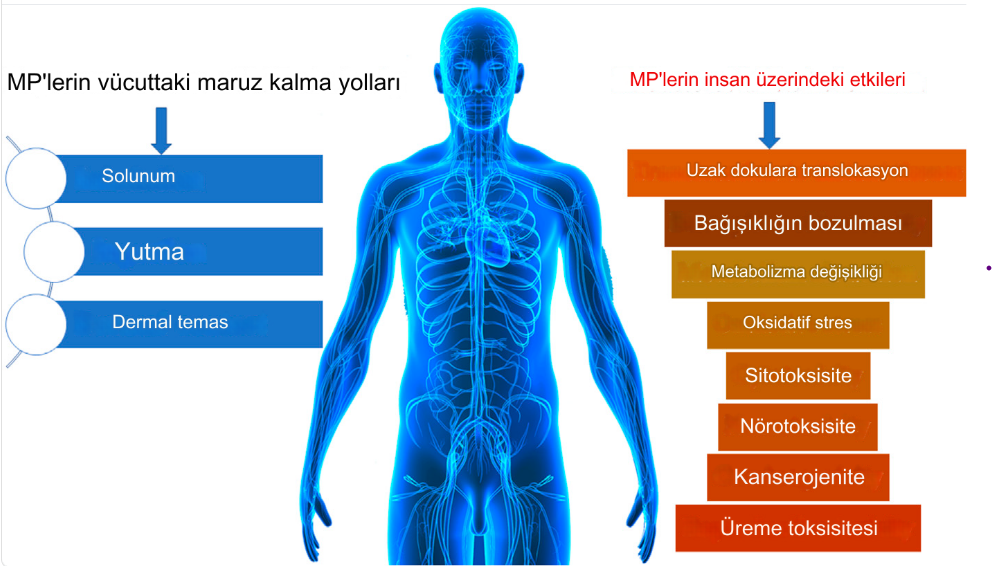 MP'lerin vücuttaki maruz kalma yolları
Solunum
Yutma
Dermal temas
MP'lerin insan üzerindeki etkileri
Uzak dokulara translokasyon
Bağışıklığın bozulması
Metabolizma değişikliği
Oksidatif stres
Sitotoksisite
Nörotoksisite
Kanserojenite
Üreme toksisitesi